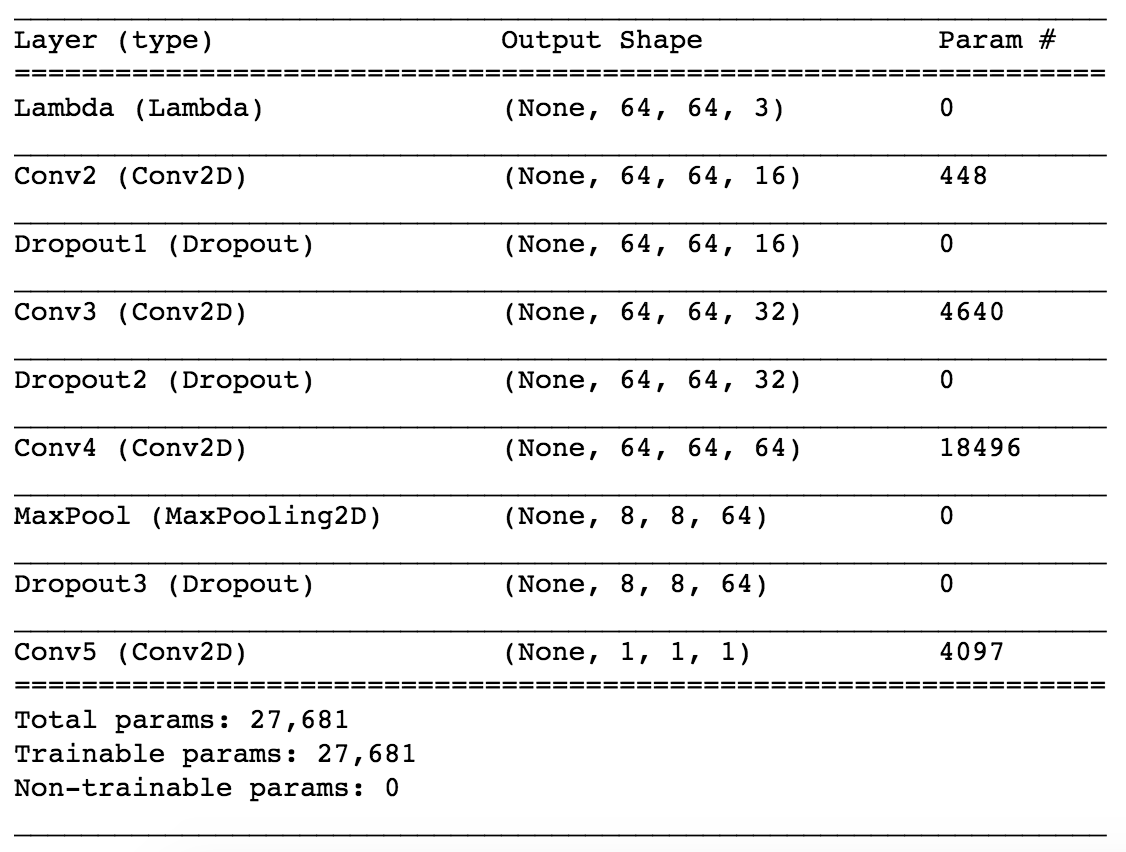 Layer (type) Output Shape Param #
Lambda (Lambda) (None, 64, 64, 3) 0
Conv2 (Conv2D) (None, 64, 64, 16) 448
Dropout1 (Dropout) (None, 64, 64, 16) 0
Conv3 (Conv2D) (None, 64, 64, 32) 4640
Dropout2 (Dropout) (None, 64, 64, 32) 0
Conv4 (Conv2D) (None, 64, 64, 64) 18496
MaxPool (MaxPooling2D) (None, 8, 8, 64) 0
Dropout3 (Dropout) (None, 8, 8, 64) 0
Conv5 (Conv2D) (None, 1, 1, 1) 4097
Total params: 27,681
Trainable params: 27,681
Non-trainable params: 0